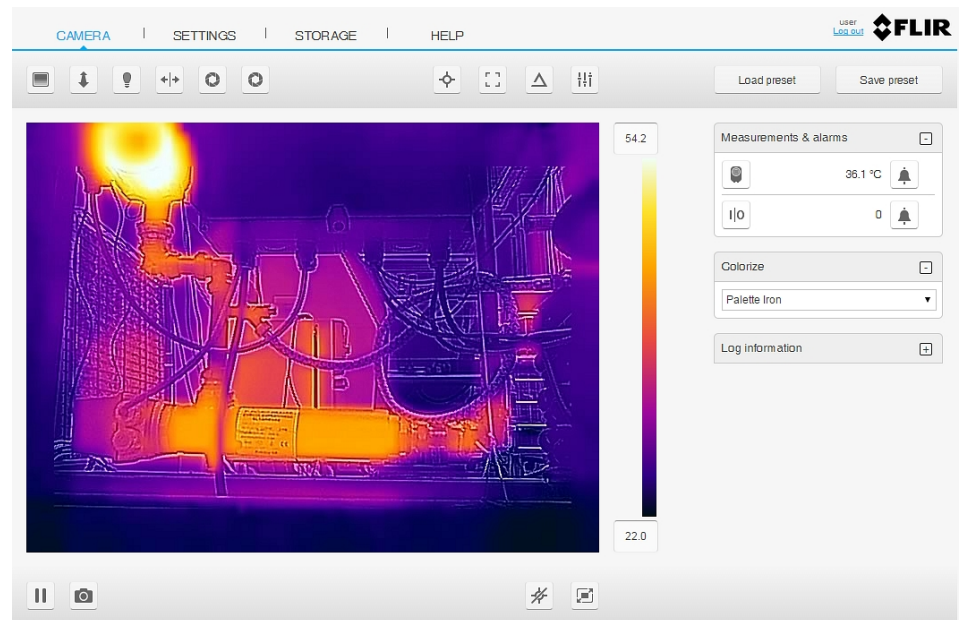 CAMERA | SETTINGS | STORAGE | HELP
user
Log out
FLIR
Load preset
Save preset
54.2
22.0
Measurements & alarms
36.1 °C
I|O 0
Colorize
Palette Iron
Log information